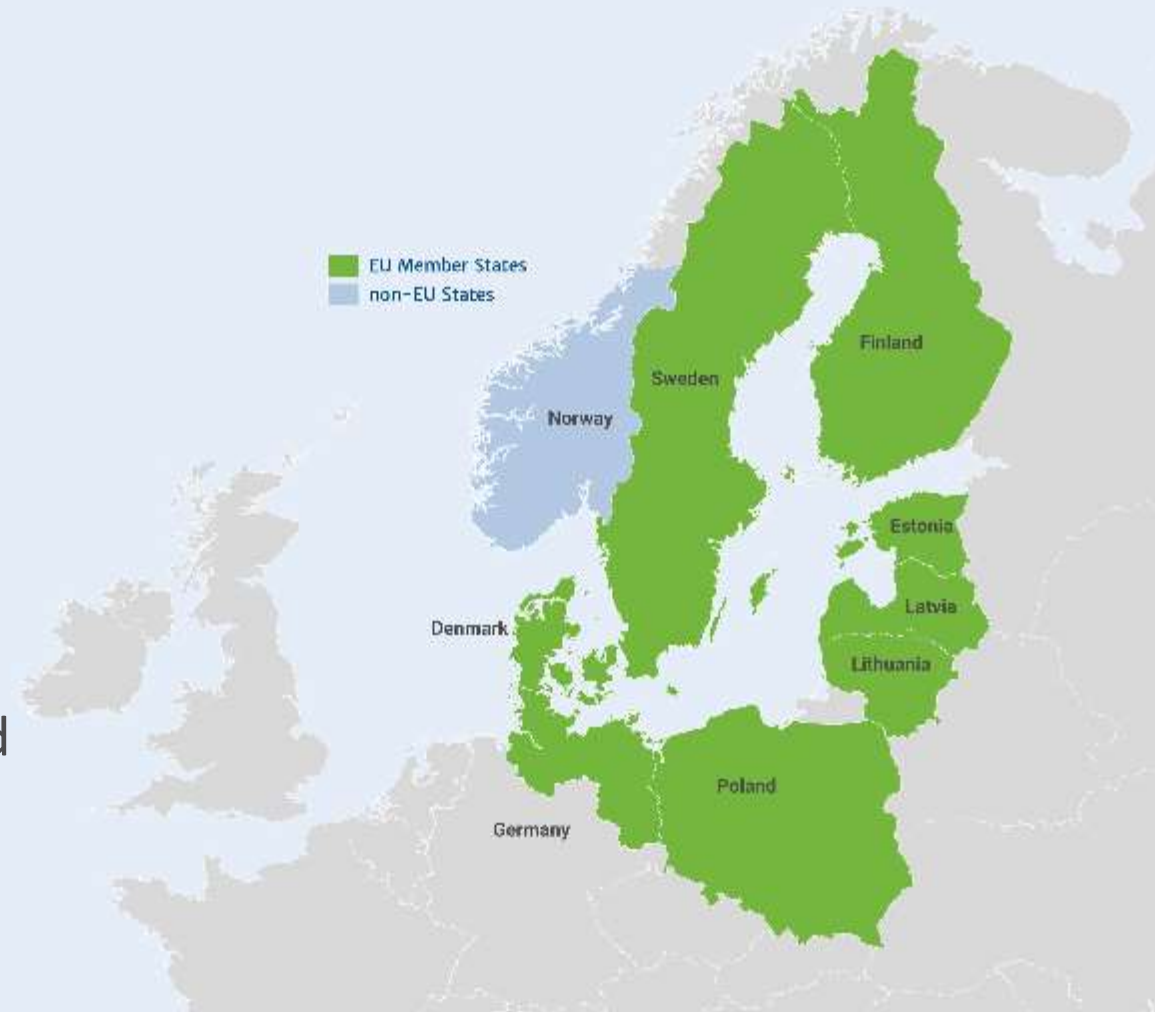 EU Member States
non-EU States
Finland
Sweden
Norway
Estonia
Latvia
Denmark
Lithuania
Poland
Germany